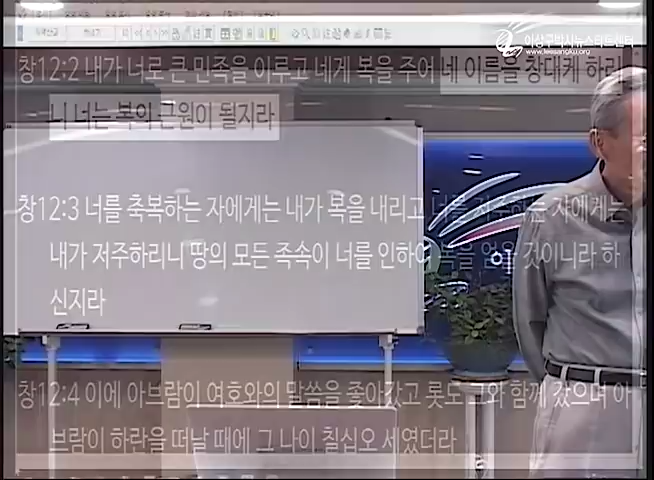 이상구박사뉴스타트센터
www.leesangku.org
창12:2 내가 너로 큰 민족을 이루고 네게 복을 주어 네 이름을 창대케 하리
니 너는 복의 근원이 될지라
창12:3 너를 축복하는 자에게는 내가 복을 내리고 너를 저주하는 자에게는
내가 저주하리니 땅의 모든 족속이 너를 인하여 복을 얻을 것이니라 하
신지라
창12:4 이에 아브람이 여호와의 말씀을 좇아갔고 롯도 그와 함께 갔으며 아
브람이 하란을 떠날 때에 그 나이 칠십오 세였더라